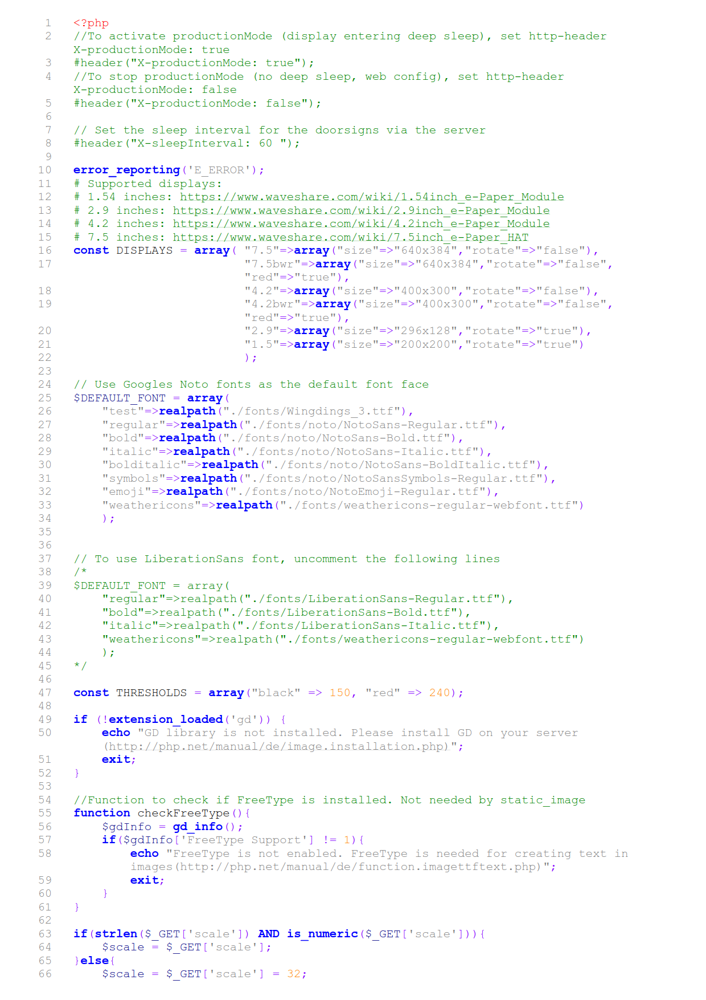 1 <?php
2 //To activate productionMode (display entering deep sleep), set http-header
X-productionMode: true
3 #header("X-productionMode: true");
4 //To stop productionMode (no deep sleep, web config), set http-header
X-productionMode: false
5 #header("X-productionMode: false");
6
7 // Set the sleep interval for the doorsigns via the server
8 #header("X-sleepInterval: 60 ");
9
10 error_reporting('E_ERROR');
11 # Supported displays:
12 # 1.54 inches: https://www.waveshare.com/wiki/1.54inch_e-Paper_Module
13 # 2.9 inches: https://www.waveshare.com/wiki/2.9inch_e-Paper_Module
14 # 4.2 inches: https://www.waveshare.com/wiki/4.2inch_e-Paper_Module
15 # 7.5 inches: https://www.waveshare.com/wiki/7.5inch_e-Paper_HAT
16 const DISPLAYS = array( "7.5"=>array("size"=>"640x384","rotate"=>"false"),
17 "7.5bwr"=>array("size"=>"640x384","rotate"=>"false",
"red"=>"true"),
18 "4.2"=>array("size"=>"400x300","rotate"=>"false"),
19 "4.2bwr"=>array("size"=>"400x300","rotate"=>"false",
"red"=>"true"),
20 "2.9"=>array("size"=>"296x128","rotate"=>"true"),
21 "1.5"=>array("size"=>"200x200","rotate"=>"true")
22 );
23
24 // Use Googles Noto fonts as the default font face
25 $DEFAULT_FONT = array(
26 "test"=>realpath("./fonts/Wingdings_3.ttf"),
27 "regular"=>realpath("./fonts/noto/NotoSans-Regular.ttf"),
28 "bold"=>realpath("./fonts/noto/NotoSans-Bold.ttf"),
29 "italic"=>realpath("./fonts/noto/NotoSans-Italic.ttf"),
30 "bolditalic"=>realpath("./fonts/noto/NotoSans-BoldItalic.ttf"),
31 "symbols"=>realpath("./fonts/noto/NotoSansSymbols-Regular.ttf"),
32 "emoji"=>realpath("./fonts/noto/NotoEmoji-Regular.ttf"),
33 "weathericons"=>realpath("./fonts/weathericons-regular-webfont.ttf")
34 );
35
36
37 // To use LiberationSans font, uncomment the following lines
38 /*
39 $DEFAULT_FONT = array(
40 "regular"=>realpath("./fonts/LiberationSans-Regular.ttf"),
41 "bold"=>realpath("./fonts/LiberationSans-Bold.ttf"),
42 "italic"=>realpath("./fonts/LiberationSans-Italic.ttf"),
43 "weathericons"=>realpath("./fonts/weathericons-regular-webfont.ttf")
44 );
45 */
46
47 const THRESHOLDS = array("black" => 150, "red" => 240);
48
49 if (!extension_loaded('gd')) {
50 echo "GD library is not installed. Please install GD on your server
(http://php.net/manual/de/image.installation.php)";
51 exit;
52 }
53
54 //Function to check if FreeType is installed. Not needed by static_image
55 function checkFreeType(){
56 $gdInfo = gd_info();
57 if($gdInfo['FreeType Support'] != 1){
58 echo "FreeType is not enabled. FreeType is needed for creating text in
images(http://php.net/manual/de/function.imagettftext.php)";
59 exit;
60 }
61 }
62
63 if(strlen($_GET['scale']) AND is_numeric($_GET['scale'])){
64 $scale = $_GET['scale'];
65 }else{
66 $scale = $_GET['scale'] = 32;